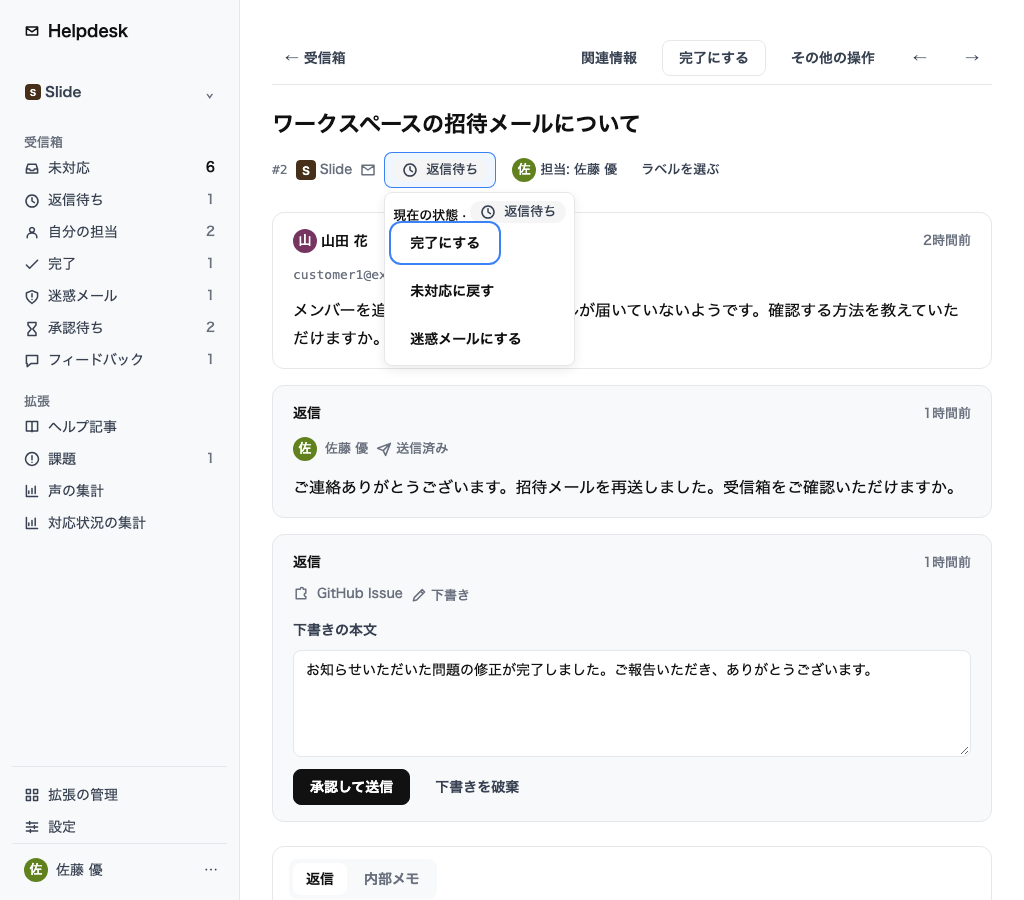 Helpdesk
S Slide
受信箱
未対応 6
返信待ち 1
自分の担当 2
完了 1
迷惑メール 1
承認待ち 2
フィードバック 1
拡張
ヘルプ記事
課題 1
声の集計
対応状況の集計
拡張の管理
設定
佐 佐藤 優 ...
← 受信箱 関連情報 完了にする その他の操作 ← →
ワークスペースの招待メールについて
#2 S Slide 返信待ち 佐 担当: 佐藤 優 ラベルを選ぶ
現在の状態 · 返信待ち
完了にする
未対応に戻す
迷惑メールにする
山 山田 花 2時間前
customer1@ex
メンバーを追 が届いていないようです。確認する方法を教えていた
だけますか。
返信 1時間前
佐 佐藤 優 送信済み
ご連絡ありがとうございます。招待メールを再送しました。受信箱をご確認いただけますか。
返信 1時間前
GitHub Issue 下書き
下書きの本文
お知らせいただいた問題の修正が完了しました。ご報告いただき、ありがとうございます。
承認して送信 下書きを破棄
返信 内部メモ